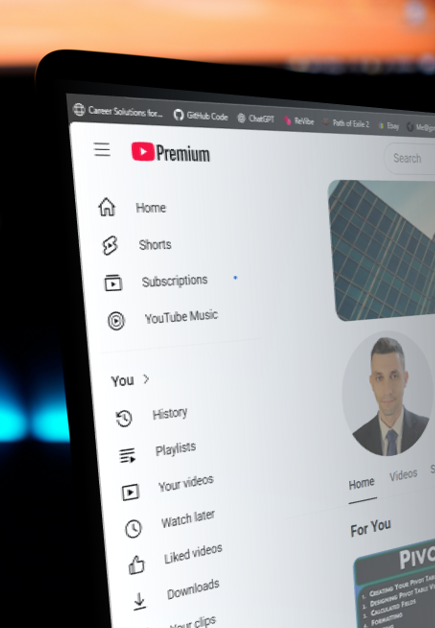 Career Solutions for...
GitHub Code
ChatGPT
ReVibe
Path of Exile 2
Ebay
Premium
Search
Home
Shorts
Subscriptions
YouTube Music
You
History
Playlists
Your videos
Watch later
Liked videos
Downloads
Your clips
Home
Videos
For You
PIVO
1. CREATING YOUR PIVOT TAB
2. DESIGNING PIVOT TABLE V
3. CALCULATED FIELDS
4. FORMATTING